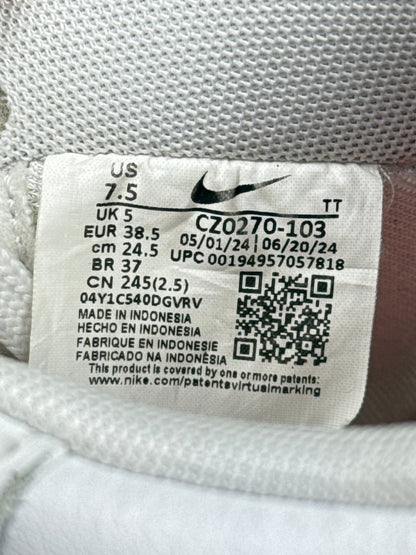 US
7.5
TT
UK 5
CZ0270-103
EUR 38.5
05/01/24 | 06/20/24
cm 24.5
UPC 00194957057818
BR 37
CN 245(2.5)
04Y1C540DGVRV
MADE IN INDONESIA
HECHO EN INDONESIA
FABRIQUE EN INDONESIE
FABRICADO NA INDONÉSIA
This product is covered by one or more patents:
www.nike.com/patentsvirtualmarking